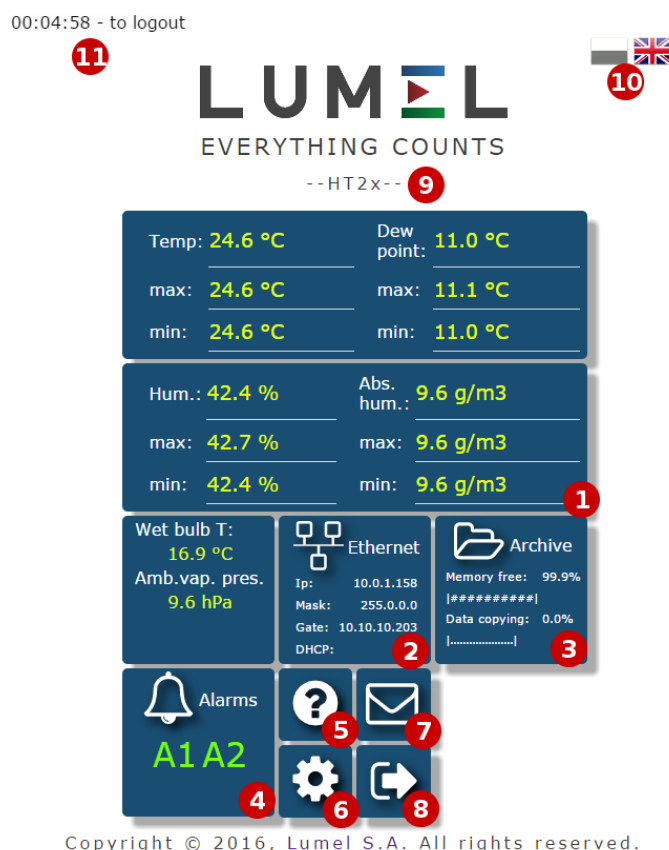 00:04:58 - to logout
11
10
LUMEL
EVERYTHING COUNTS
--HT2x-- 9
Temp: 24.6 °C Dew point: 11.0 °C
max: 24.6 °C max: 11.1 °C
min: 24.6 °C min: 11.0 °C
Hum.: 42.4 % Abs. hum.: 9.6 g/m3
max: 42.7 % max: 9.6 g/m3
min: 42.4 % min: 9.6 g/m3
1
Wet bulb T:
16.9 ºC
Amb.vap. pres.
9.6 hPa
Ethernet
Ip: 10.0.1.158
Mask: 255.0.0.0
Gate: 10.10.10.203
DHCP:
2
Archive
Memory free: 99.9%
|##########|
Data copying: 0.0%
|....................|
3
Alarms
A1 A2
4
?
5
7
6
8
Copyright © 2016, Lumel S.A. All rights reserved.